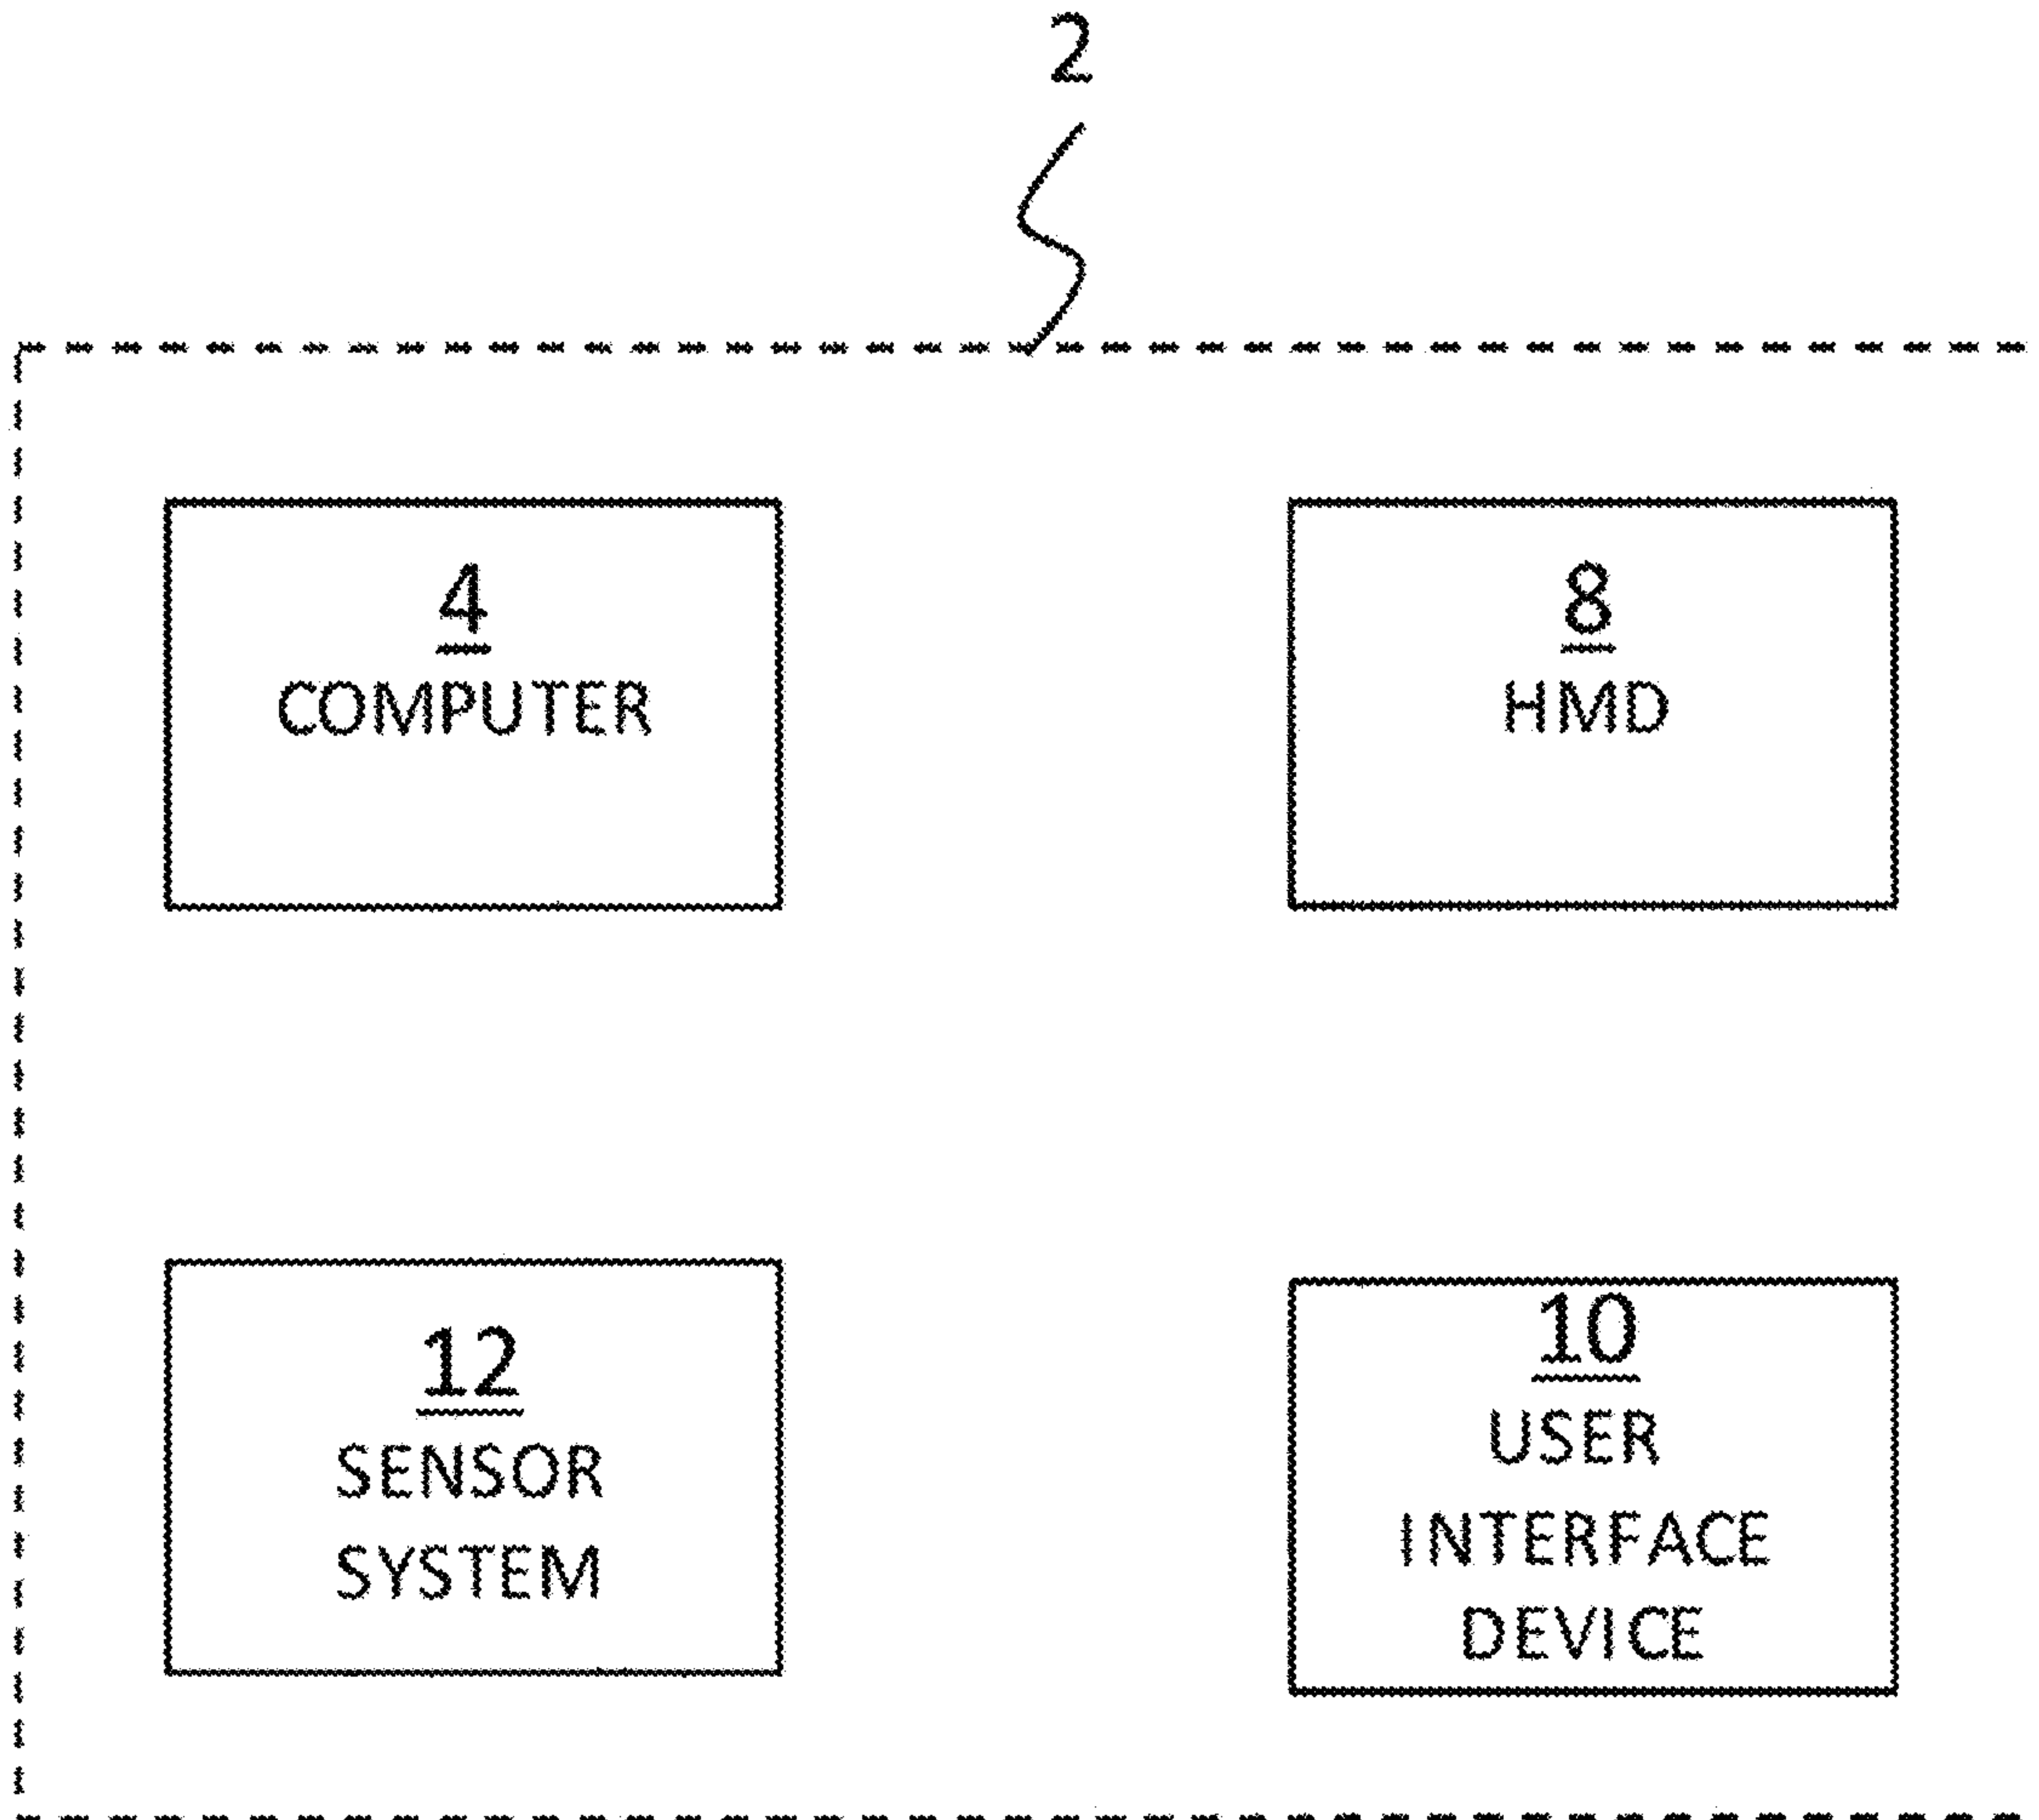 2
4
COMPUTER
8
HMD
12
SENSOR
SYSTEM
10
USER
INTERFACE
DEVICE